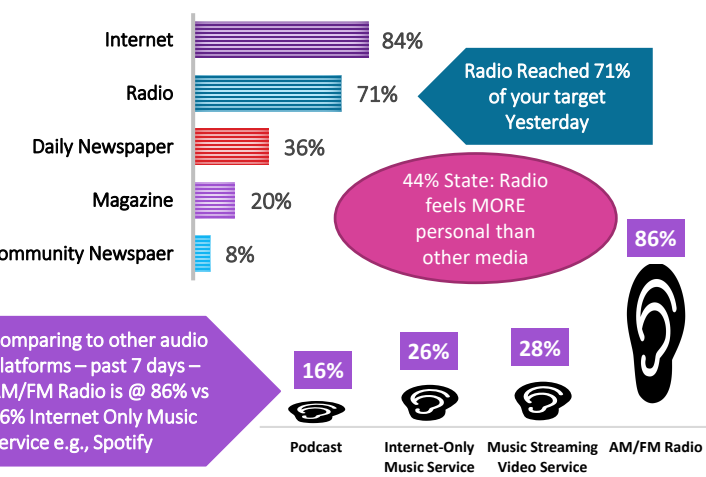 Internet
84%
Radio
71%
Radio Reached 71%
of your target
Yesterday
Daily Newspaper
36%
Magazine
20%
44% State: Radio
feels MORE
personal than
other media
ommunity Newspaer
8%
86%
omparing to other audio
latforms – past 7 days –
M/FM Radio is @ 86% vs
6% Internet Only Music
ervice e.g., Spotify
16%
26%
28%
Podcast
Internet-Only
Music Service
Music Streaming
Video Service
AM/FM Radio